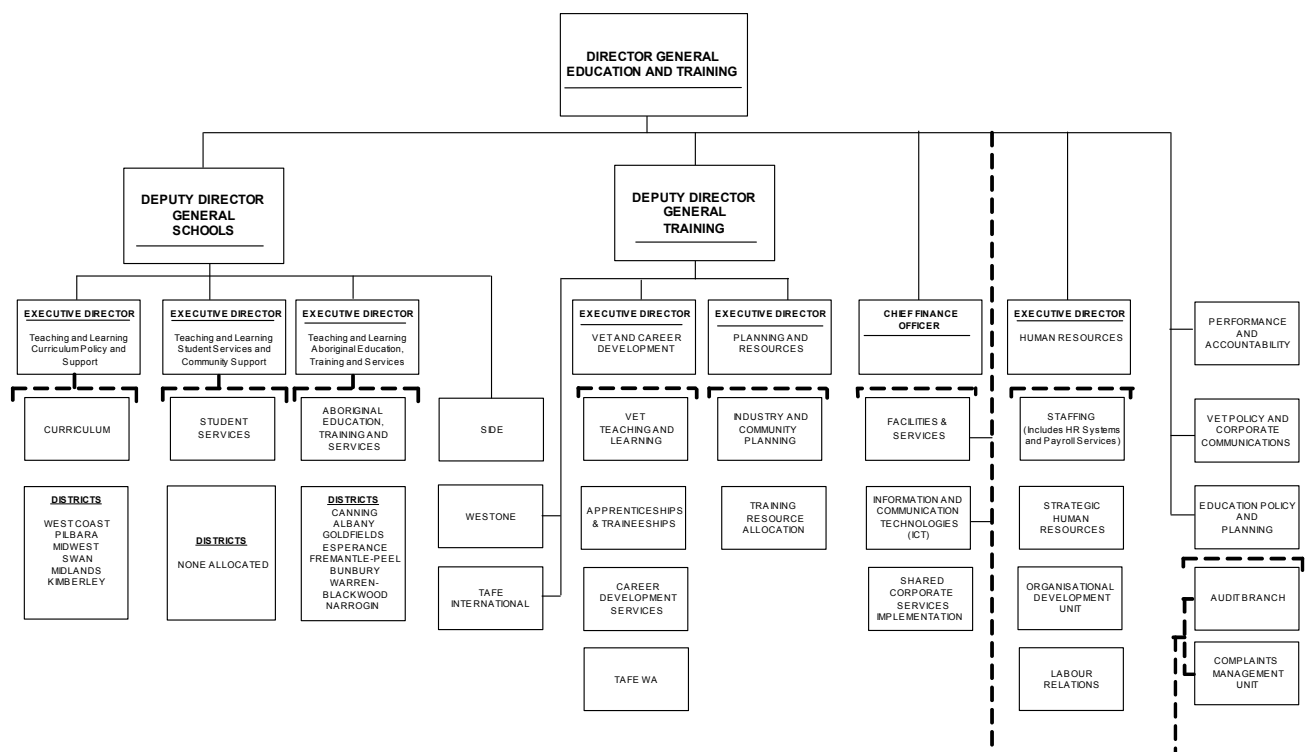 DIRECTOR GENERAL
EDUCATION AND TRAINING
DEPUTY DIRECTOR
GENERAL
SCHOOLS
DEPUTY DIRECTOR
GENERAL
TRAINING
EXECUTIVE DIRECTOR
Teaching and Learning
Curriculum Policy and
Support
EXECUTIVE DIRECTOR
Teaching and Learning
Student Services and
Community Support
EXECUTIVE DIRECTOR
Teaching and Learning
Aboriginal Education,
Training and Services
EXECUTIVE DIRECTOR
VET AND CAREER
DEVELOPMENT
EXECUTIVE DIRECTOR
PLANNING AND
RESOURCES
CHIEF FINANCE
OFFICER
EXECUTIVE DIRECTOR
HUMAN RESOURCES
PERFORMANCE
AND
ACCOUNTABILITY
CURRICULUM
STUDENT
SERVICES
ABORIGINAL
EDUCATION,
TRAINING AND
SERVICES
SIDE
VET
TEACHING AND
LEARNING
INDUSTRY AND
COMMUNITY
PLANNING
FACILITIES &
SERVICES
STAFFING
(Includes HR Systems
and Payroll Services)
VET POLICY AND
CORPORATE
COMMUNICATIONS
DISTRICTS
WEST COAST
PILBARA
MIDWEST
SWAN
MIDLANDS
KIMBERLEY
DISTRICTS
NONE ALLOCATED
DISTRICTS
CANNING
ALBANY
GOLDFIELDS
ESPERANCE
FREMANTLE-PEEL
BUNBURY
WARREN-
BLACKWOOD
NARROGIN
WESTONE
APPRENTICESHIPS
& TRAINEESHIPS
TRAINING
RESOURCE
ALLOCATION
INFORMATION AND
COMMUNICATION
TECHNOLOGIES
(ICT)
STRATEGIC
HUMAN
RESOURCES
EDUCATION POLICY
AND
PLANNING
TAFE
INTERNATIONAL
CAREER
DEVELOPMENT
SERVICES
SHARED
CORPORATE
SERVICES
IMPLEMENTATION
ORGANISATIONAL
DEVELOPMENT
UNIT
AUDIT BRANCH
TAFE WA
LABOUR
RELATIONS
COMPLAINTS
MANAGEMENT
UNIT